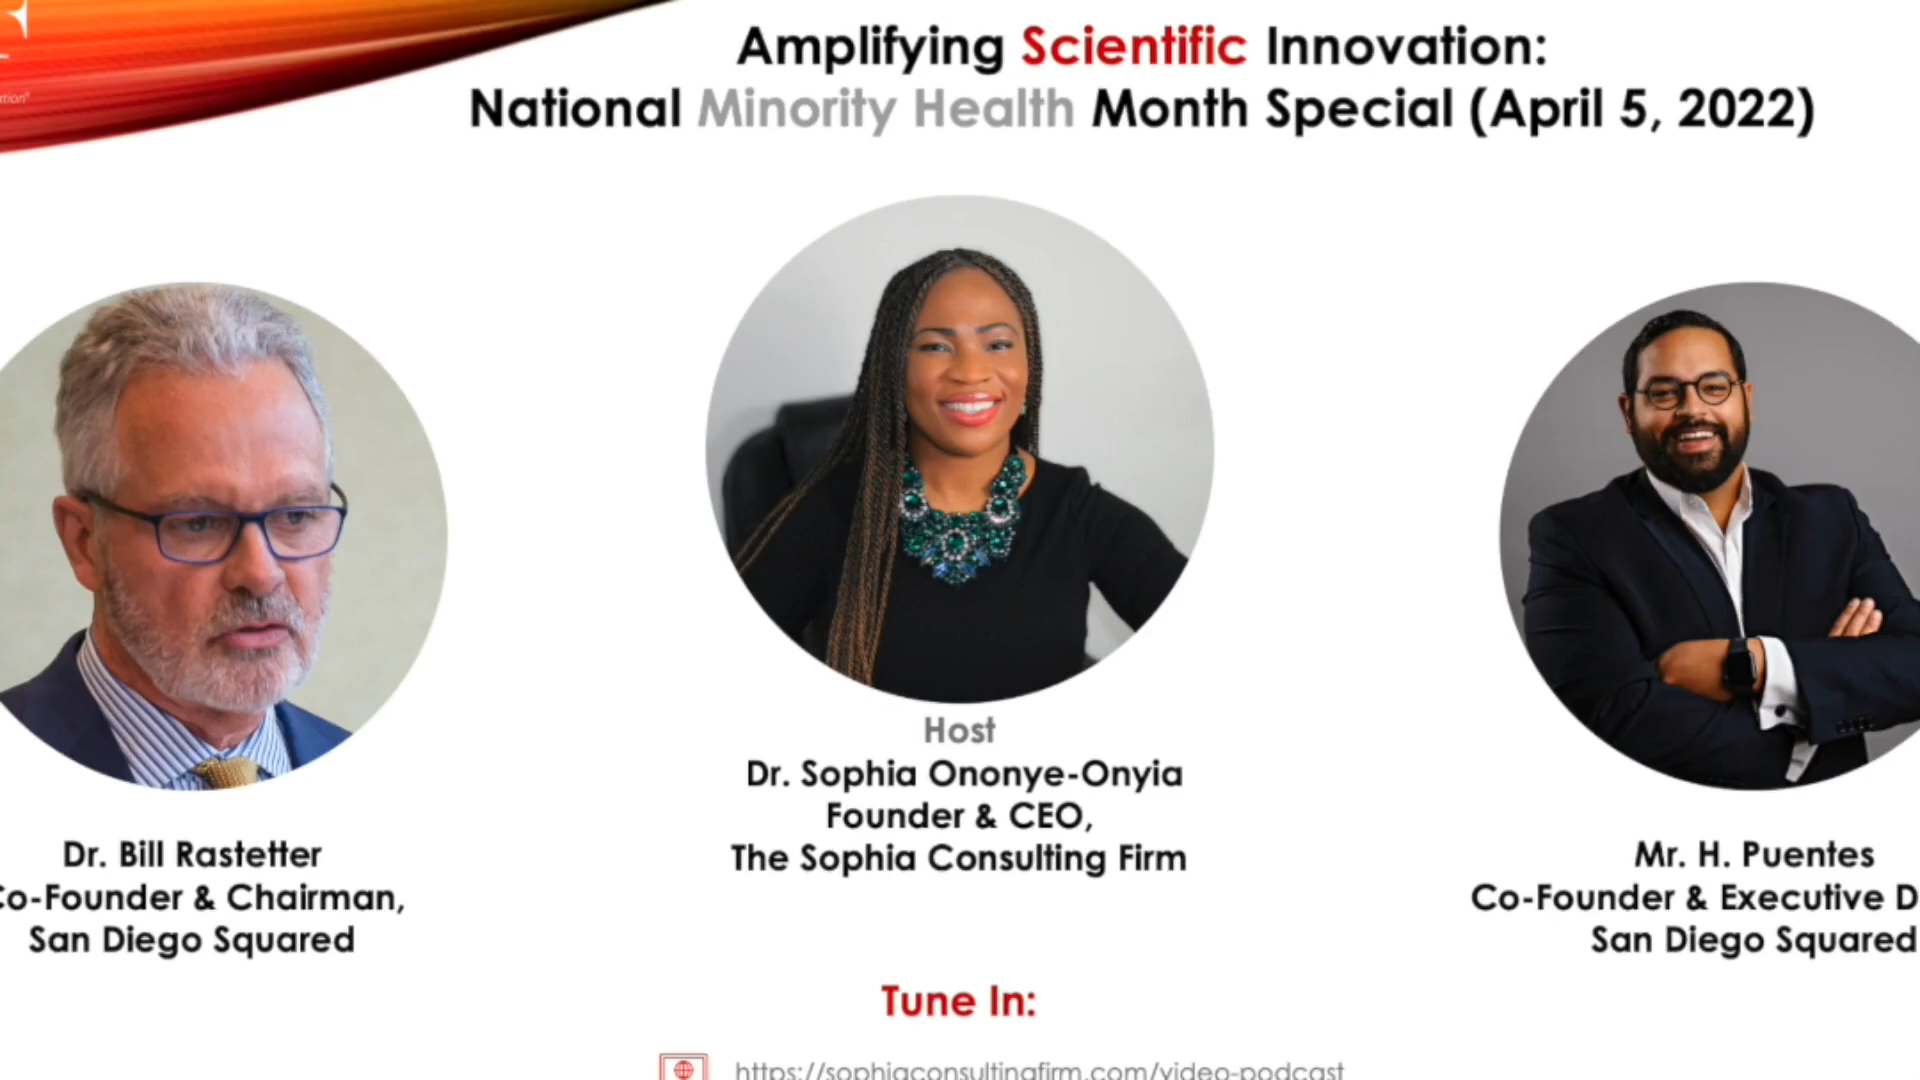 Amplifying Scientific Innovation:
National Minority Health Month Special (April 5, 2022)
Dr. Bill Rastetter
Co-Founder & Chairman,
San Diego Squared
Host
Dr. Sophia Ononye-Onyia
Founder & CEO,
The Sophia Consulting Firm
Mr. H. Puentes
Co-Founder & Executive D
San Diego Squared
Tune In:
https://sophiaconsultingfirm.com/video-podcast